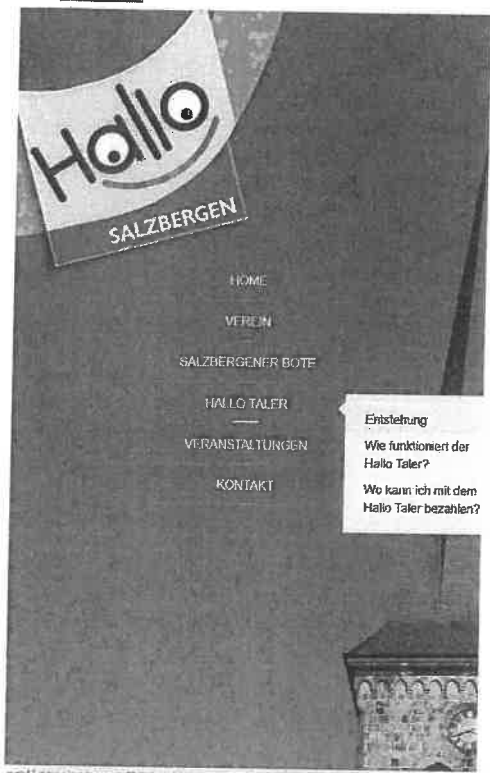 Hallo
SALZBERGEN
HOME
VEREIN
SALZBERGENER BOTE
HALLO TALER
VERANSTALTUNGEN
KONTAKT
Entstehung
Wie funktioniert der
Hallo Taler?
Wo kann ich mit dem
Hallo Taler bezahlen?